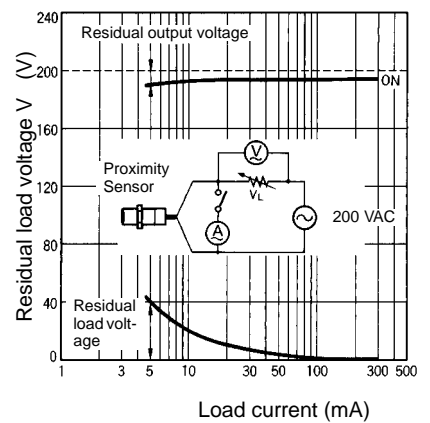 Residual load voltage V (V)
240
200
160
120
80
40
0
Residual output voltage
ON
Proximity
Sensor
V
VL
A
200 VAC
Residual
load volt-
age
1 3 5 10 30 50 100 300 500
Load current (mA)